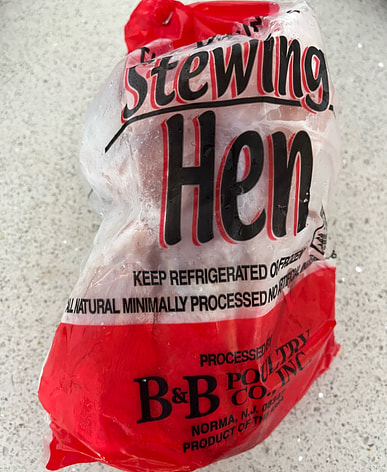 Stewing
Hen
KEEP REFRIGERATED OR FROZEN
ALL NATURAL MINIMALLY PROCESSED NO ARTIFICIAL
PROCESSED BY
B&B POULTRY CO., INC.
NORMA, N.J.
PRODUCT OF THE